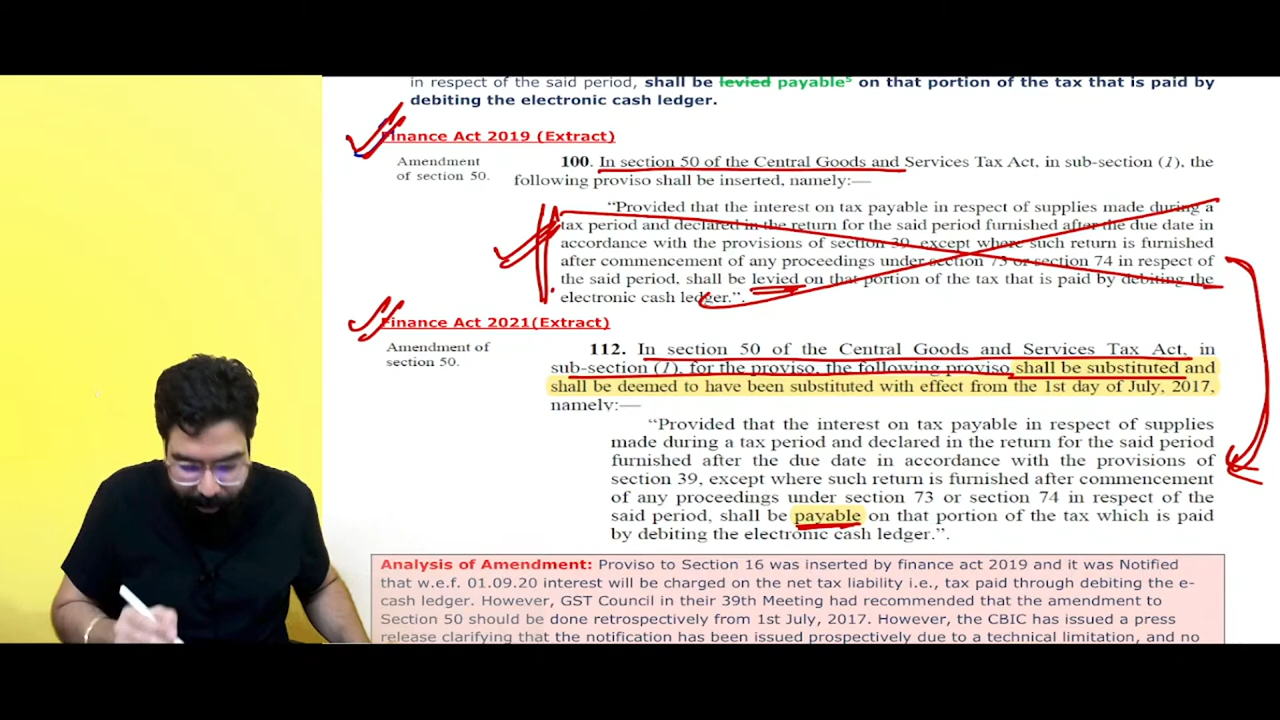 in respect of the said period, shall be levied payable⁵ on that portion of the tax that is paid by
debiting the electronic cash ledger.
Finance Act 2019 (Extract)
Amendment
of section 50.
100. In section 50 of the Central Goods and Services Tax Act, in sub-section (1), the
following proviso shall be inserted, namely:—
“Provided that the interest on tax payable in respect of supplies made during a
tax period and declared in the return for the said period furnished after the due date in
accordance with the provisions of section 39, except where such return is furnished
after commencement of any proceedings under section 73 or section 74 in respect of
the said period, shall be levied on that portion of the tax that is paid by debiting the
electronic cash ledger.”.
Finance Act 2021(Extract)
Amendment of
section 50.
112. In section 50 of the Central Goods and Services Tax Act, in
sub-section (1), for the proviso, the following proviso shall be substituted and
shall be deemed to have been substituted with effect from the 1st day of July, 2017,
namely:—
“Provided that the interest on tax payable in respect of supplies
made during a tax period and declared in the return for the said period
furnished after the due date in accordance with the provisions of
section 39, except where such return is furnished after commencement
of any proceedings under section 73 or section 74 in respect of the
said period, shall be payable on that portion of the tax which is paid
by debiting the electronic cash ledger.”.
Analysis of Amendment: Proviso to Section 16 was inserted by finance act 2019 and it was Notified
that w.e.f. 01.09.20 interest will be charged on the net tax liability i.e., tax paid through debiting the e-
cash ledger. However, GST Council in their 39th Meeting had recommended that the amendment to
Section 50 should be done retrospectively from 1st July, 2017. However, the CBIC has issued a press
release clarifying that the notification has been issued prospectively due to a technical limitation, and no